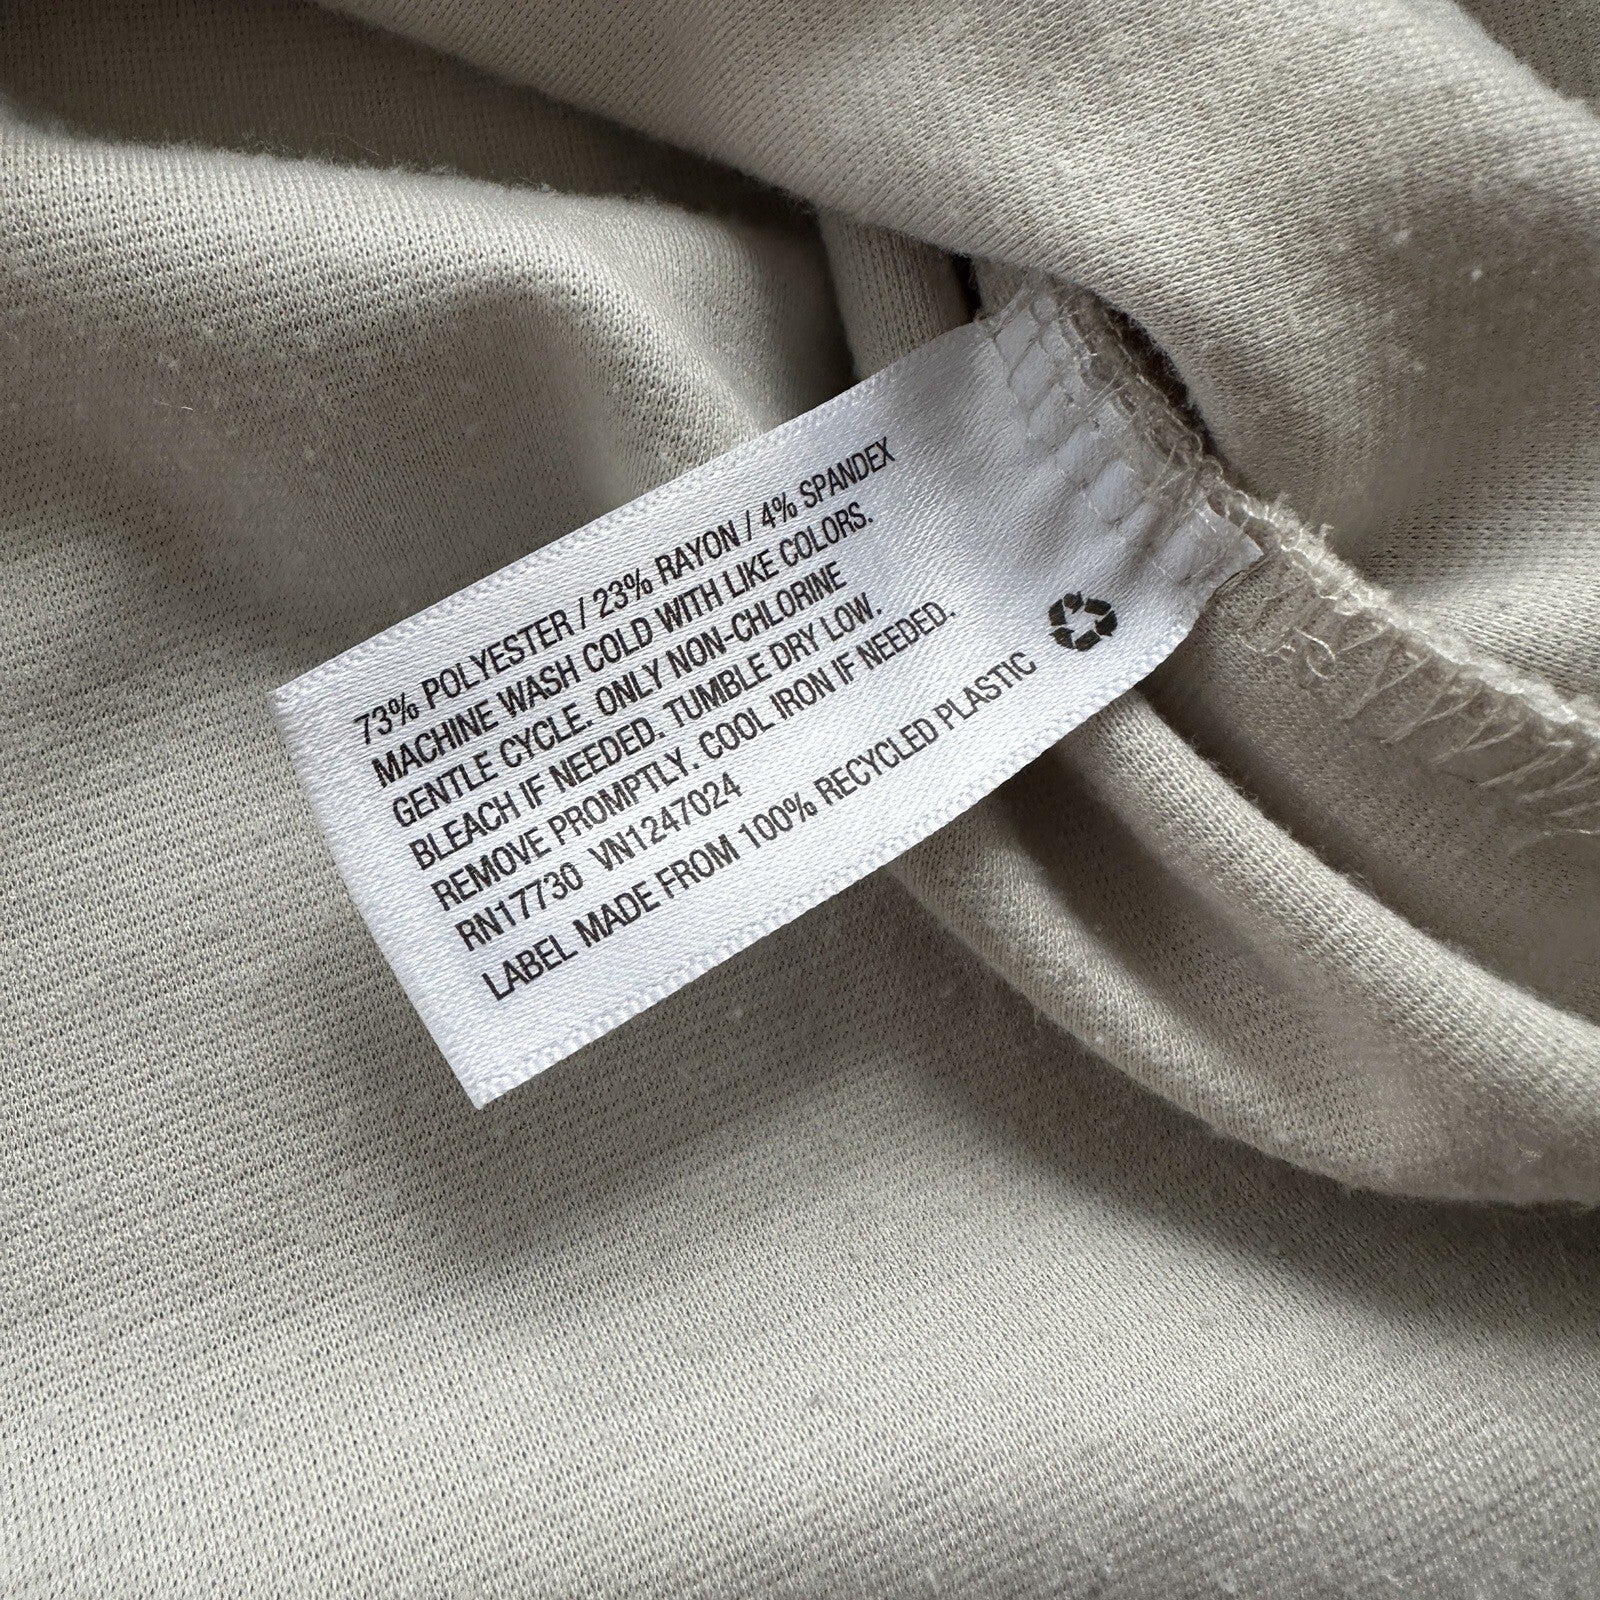 73% POLYESTER / 23% RAYON / 4% SPANDEX
MACHINE WASH COLD WITH LIKE COLORS.
GENTLE CYCLE. ONLY NON-CHLORINE
BLEACH IF NEEDED. TUMBLE DRY LOW.
REMOVE PROMPTLY. COOL IRON IF NEEDED.
RN17730 VN1247024
LABEL MADE FROM 100% RECYCLED PLASTIC